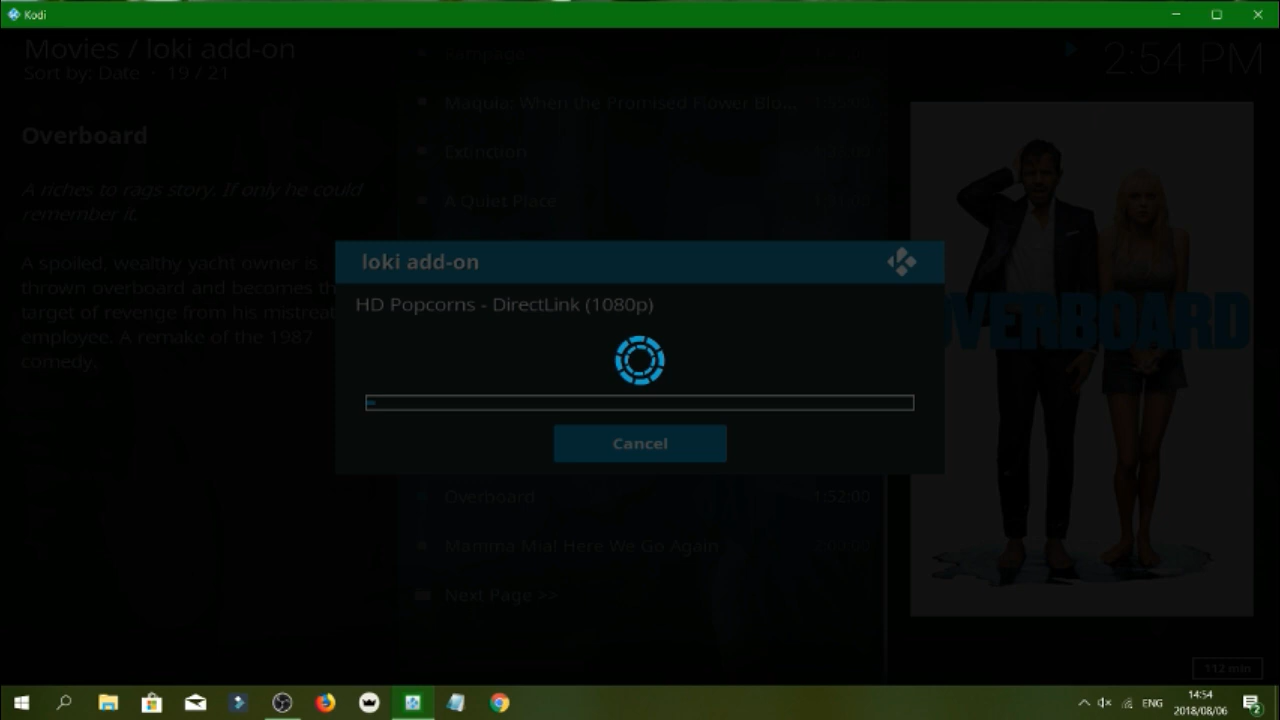 Kodi
Movies / loki add-on
Sort by: Date · 19 / 21
2:54 PM
Rampage
Maquia: When the Promised Flower Blo...
Overboard
Extinction
A riches to rags story. If only he could
remember it.
A Quiet Place
A spoiled, wealthy yacht owner is
thrown overboard and becomes th
target of revenge from his mistreat
employee. A remake of the 1987
comedy.
loki add-on
HD Popcorns - DirectLink (1080p)
Cancel
OVERBOARD
Overboard 1:52:00
Mamma Mia! Here We Go Again
Next Page >>
112 min
ENG
14:54
2018/08/06
2